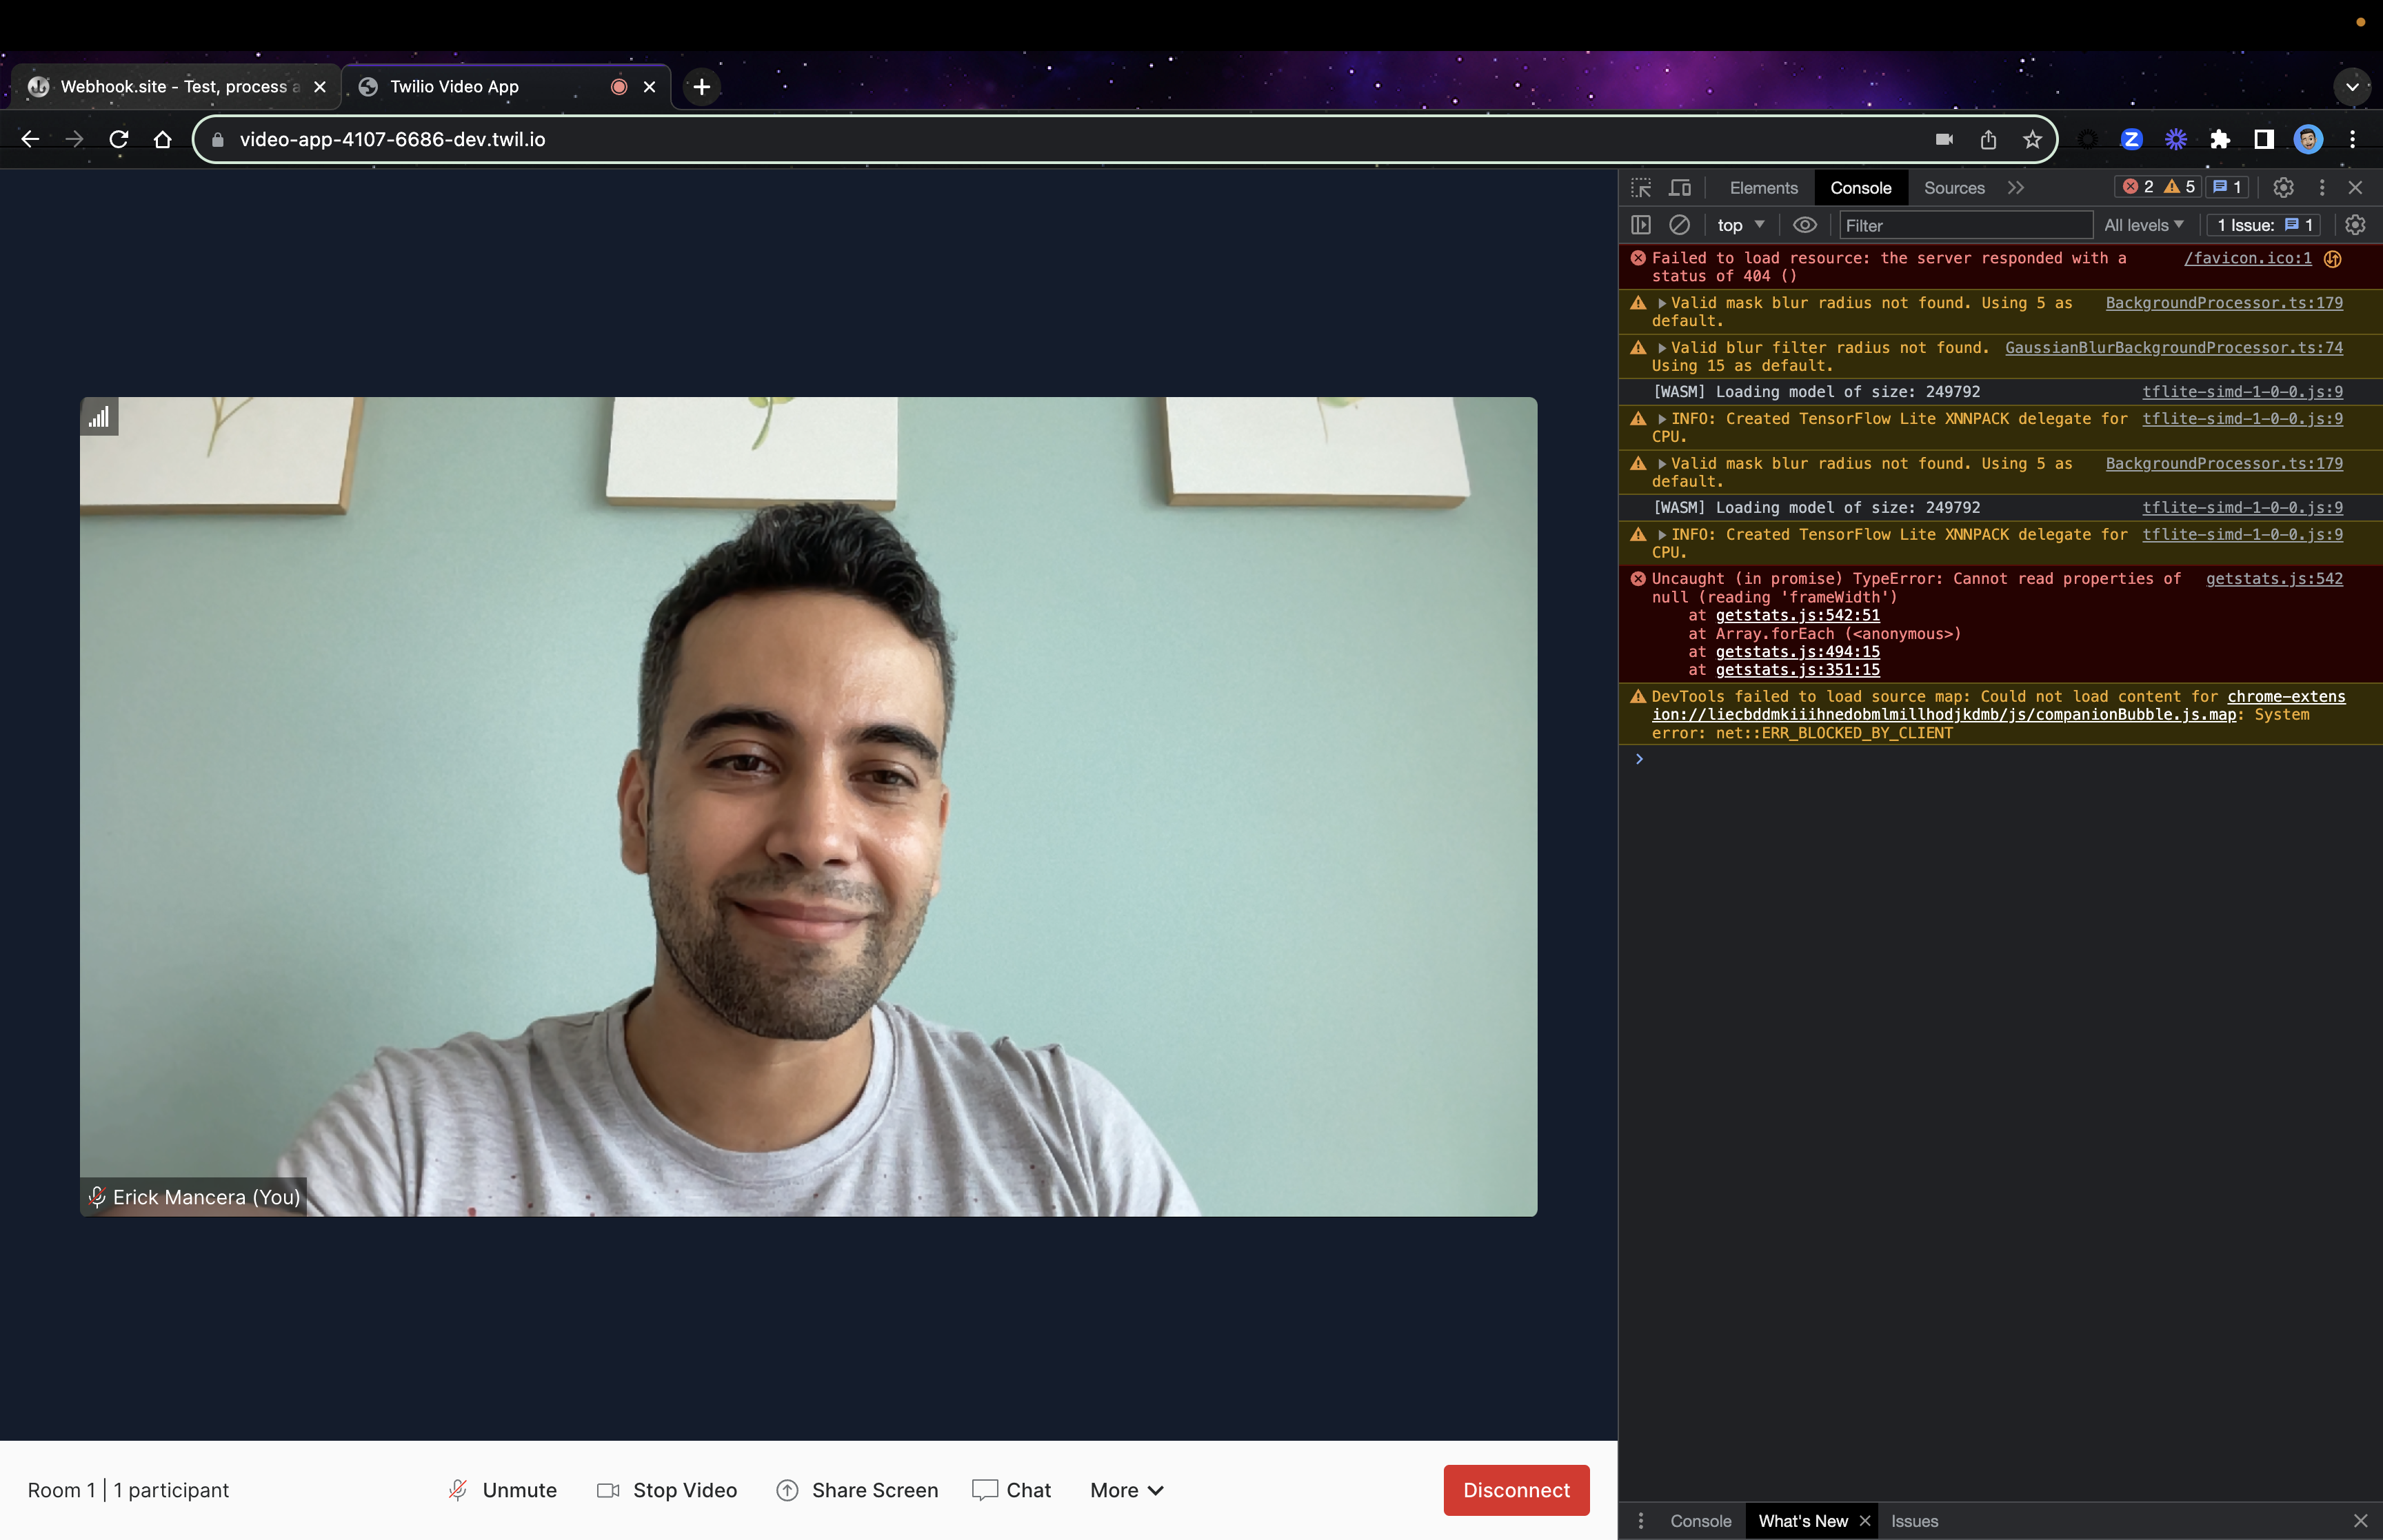 Webhook.site - Test, process a
Twilio Video App
video-app-4107-6686-dev.twil.io
Elements Console Sources 2 5 1
top Filter All levels 1 Issue: 1
Failed to load resource: the server responded with a /favicon.ico:1
status of 404 ()
Valid mask blur radius not found. Using 5 as BackgroundProcessor.ts:179
default.
Valid blur filter radius not found. GaussianBlurBackgroundProcessor.ts:74
Using 15 as default.
[WASM] Loading model of size: 249792 tflite-simd-1-0-0.js:9
INFO: Created TensorFlow Lite XNNPACK delegate for tflite-simd-1-0-0.js:9
CPU.
Valid mask blur radius not found. Using 5 as BackgroundProcessor.ts:179
default.
[WASM] Loading model of size: 249792 tflite-simd-1-0-0.js:9
INFO: Created TensorFlow Lite XNNPACK delegate for tflite-simd-1-0-0.js:9
CPU.
Uncaught (in promise) TypeError: Cannot read properties of getstats.js:542
null (reading 'frameWidth')
at getstats.js:542:51
at Array.forEach (<anonymous>)
at getstats.js:494:15
at getstats.js:351:15
DevTools failed to load source map: Could not load content for chrome-extens
ion://liecbddmkiiihnedobmlmillhodjkdmb/js/companionBubble.js.map: System
error: net::ERR_BLOCKED_BY_CLIENT
Erick Mancera (You)
Room 1 | 1 participant
Unmute
Stop Video
Share Screen
Chat
More
Disconnect
Console What's New Issues